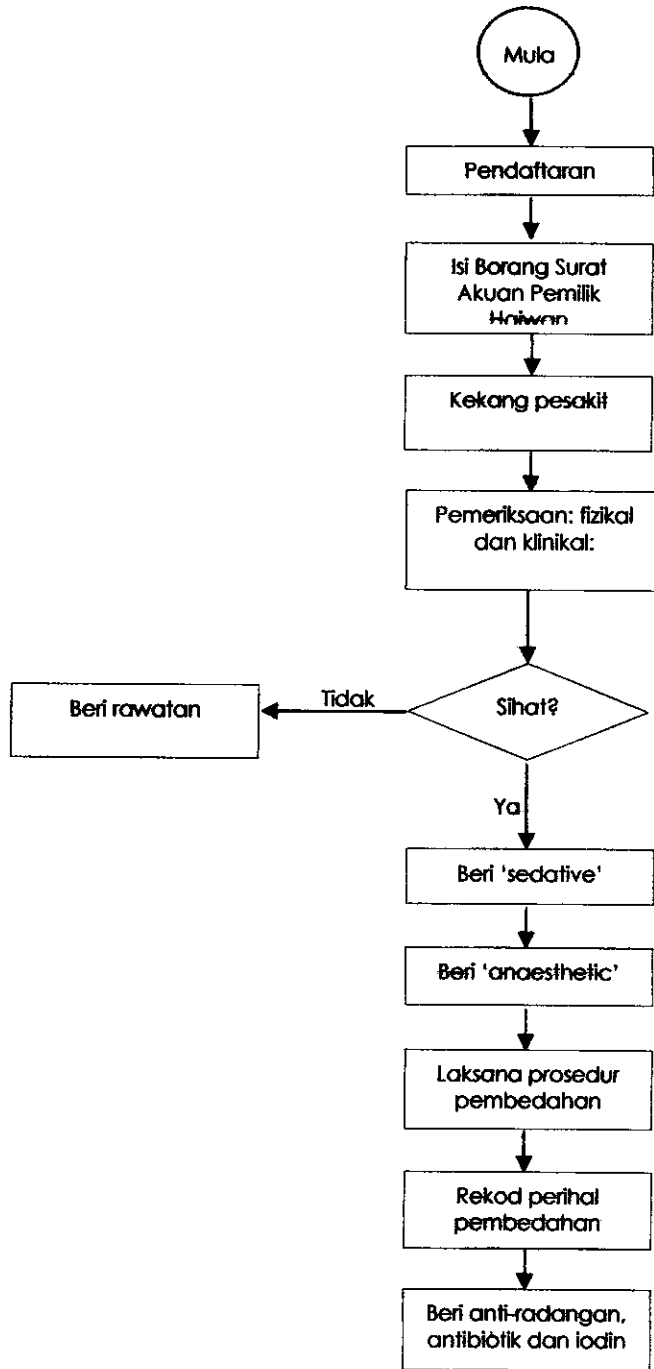 Mula
Pendaftaran
Isi Borang Surat
Akuan Pemilik
Haiwan
Kekang pesakit
Pemeriksaan: fizikal
dan klinikal:
Sihat?
Tidak
Beri rawatan
Ya
Beri 'sedative'
Beri 'anaesthetic'
Laksana prosedur
pembedahan
Rekod perihal
pembedahan
Beri anti-radangan,
antibiotik dan iodin